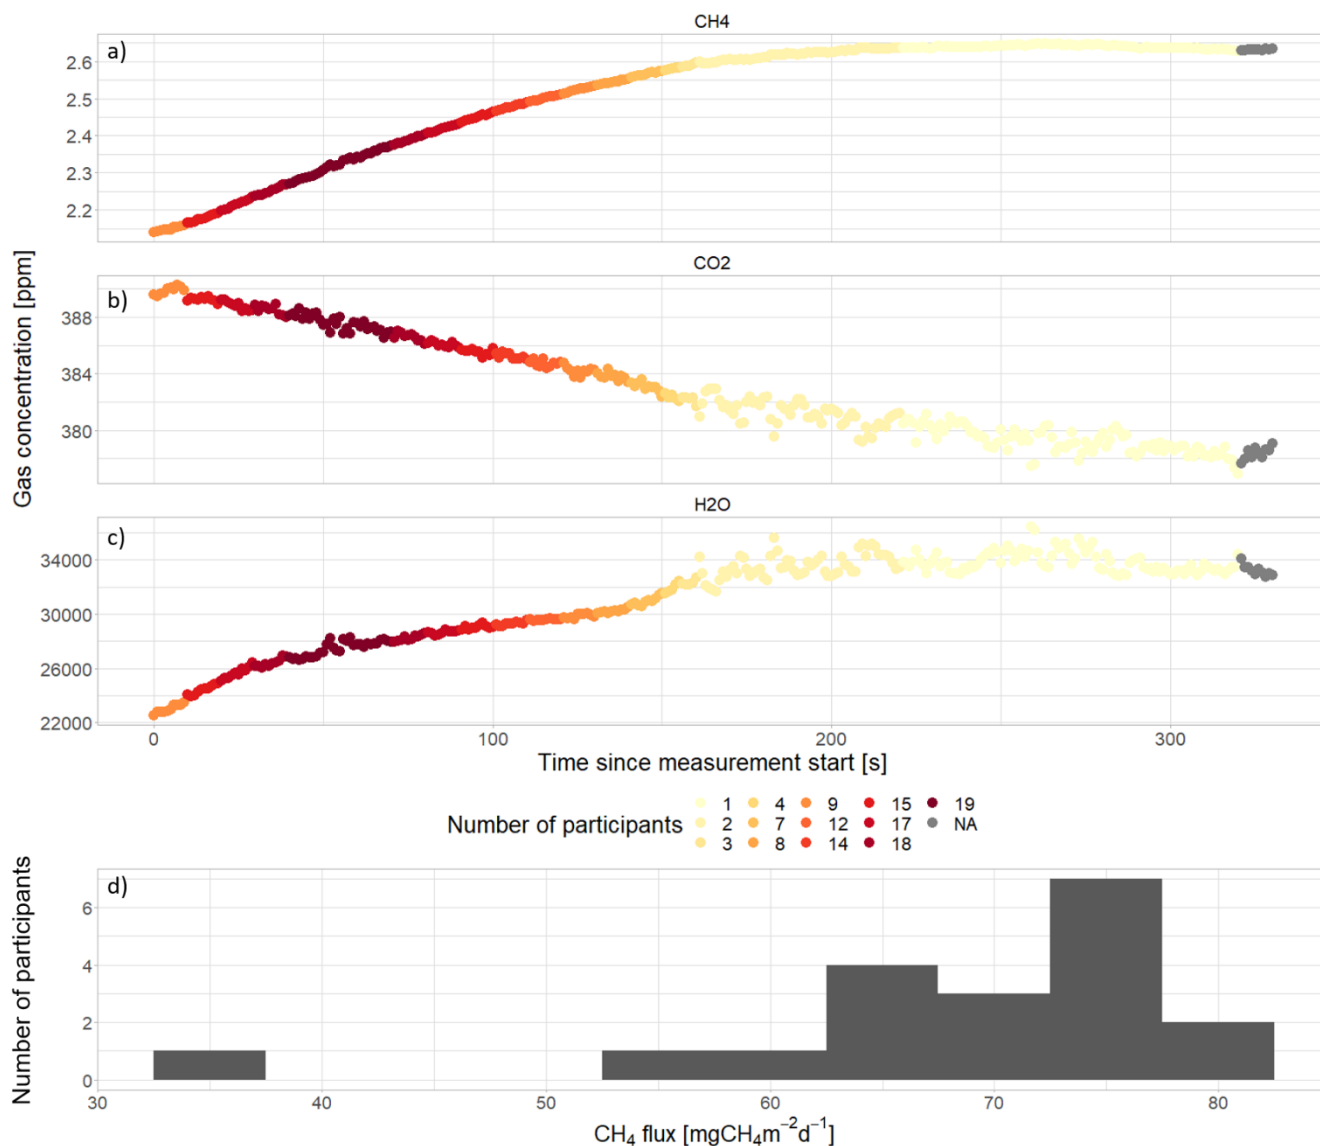 CH4
a)
2.6
2.5
2.4
2.3
2.2
CO2
b)
388
384
380
Gas concentration [ppm]
H2O
c)
34000
30000
26000
22000
0 100 200 300
Time since measurement start [s]
Number of participants
1 4 9 15 19
2 7 12 17 NA
3 8 14 18
d)
6
4
2
0
Number of participants
30 40 50 60 70 80
CH₄ flux [mgCH₄m⁻²d⁻¹]